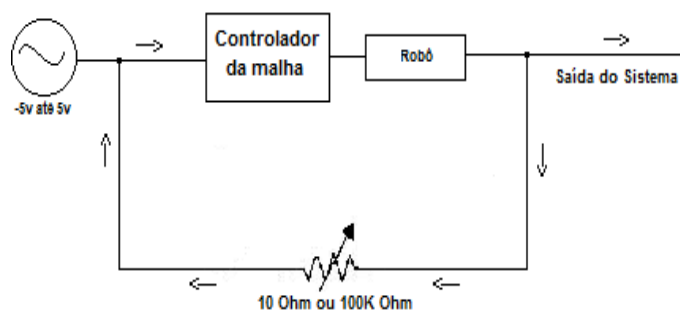 Controlador
da malha
Robô
-5v até 5v
Saída do Sistema
10 Ohm ou 100K Ohm